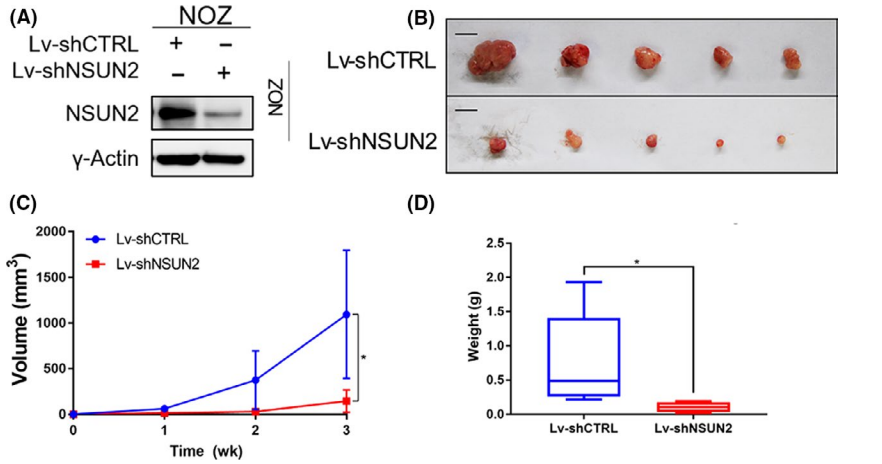 (A)
NOZ
Lv-shCTRL + –
Lv-shNSUN2 – +
NSUN2
γ-Actin
(B)
NOZ
Lv-shCTRL
Lv-shNSUN2
(C)
2000
1500
1000
500
0
Volume (mm³)
Lv-shCTRL
Lv-shNSUN2
*
0 1 2 3
Time (wk)
(D)
2.5
2.0
1.5
1.0
0.5
0.0
Weight (g)
*
Lv-shCTRL Lv-shNSUN2